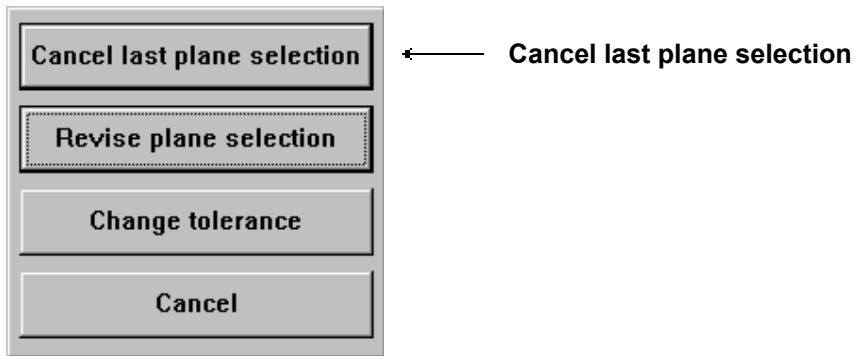 Cancel last plane selection
Cancel last plane selection
Revise plane selection
Change tolerance
Cancel